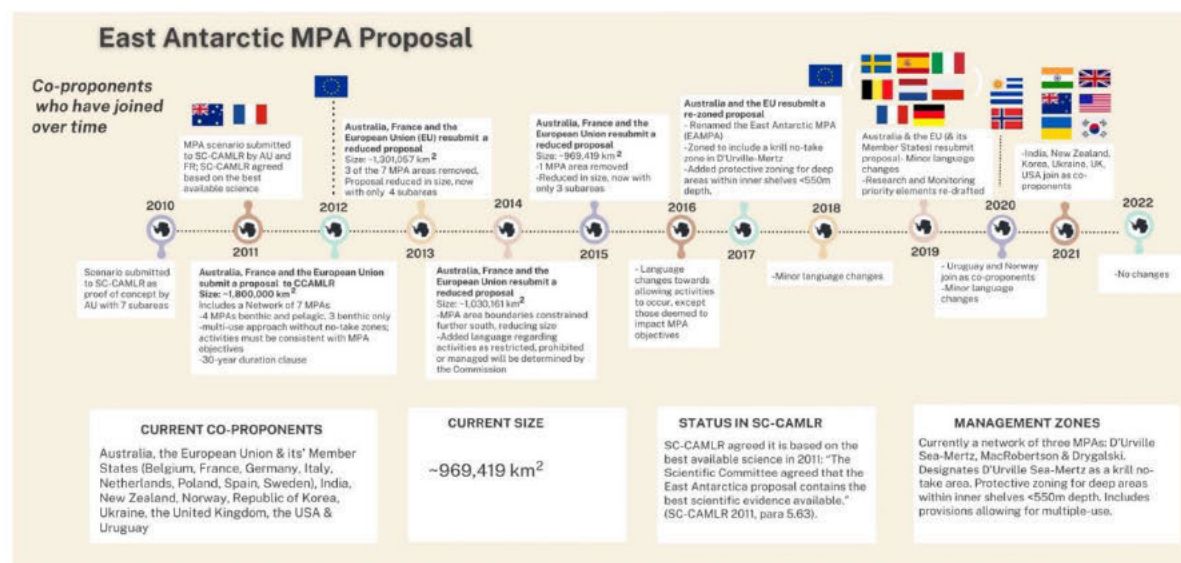 East Antarctic MPA Proposal
Co-proponents
who have joined
over time
MPA scenario submitted
to SC-CAMLR by AU and
FR; SC-CAMLR agreed
based on the best
available science
Australia, France and the
European Union (EU) resubmit a
reduced proposal
Size: ~1,301,057 km2
3 of the 7 MPA areas removed,
Proposal reduced in size, now
with only 4 subareas
Australia, France and the
European Union resubmit a
reduced proposal
Size: ~969,419 km2
-1 MPA area removed
-Reduced in size, now with
only 3 subareas
Australia and the EU resubmit a
re-zoned proposal
- Renamed the East Antarctic MPA
(EAMPA)
- Zoned to include a krill no-take
zone in D'Urville-Mertz
- Added protective zoning for deep
areas within inner shelves <550m
depth.
Australia & the EU (& its
Member States) resubmit
proposal- Minor language
changes
-Research and Monitoring
priority elements re-drafted
-India, New Zealand,
Korea, Ukraine, UK,
USA join as co-
proponents
2010
2011
2012
2013
2014
2015
2016
2017
2018
2019
2020
2021
2022
Scenario submitted
to SC-CAMLR as
proof of concept by
AU with 7 subareas
Australia, France and the European Union
submit a proposal to CCAMLR
Size: ~1,800,000 km2
Includes a Network of 7 MPAs
-4 MPAs benthic and pelagic, 3 benthic only
-multi-use approach without no-take zones;
activities must be consistent with MPA
objectives
-30-year duration clause
Australia, France and the
European Union resubmit a
reduced proposal
Size: ~1,030,161 km2
-MPA area boundaries constrained
further south, reducing size
-Added language regarding
activities as restricted, prohibited
or managed will be determined by
the Commission
- Language
changes towards
allowing activities
to occur, except
those deemed to
impact MPA
objectives
-Minor language changes
- Uruguay and Norway
join as co-proponents
-Minor language
changes
-No changes
CURRENT CO-PROPONENTS
Australia, the European Union & its' Member
States (Belgium, France, Germany, Italy,
Netherlands, Poland, Spain, Sweden), India,
New Zealand, Norway, Republic of Korea,
Ukraine, the United Kingdom, the USA &
Uruguay
CURRENT SIZE
~969,419 km2
STATUS IN SC-CAMLR
SC-CAMLR agreed it is based on the
best available science in 2011: "The
Scientific Committee agreed that the
East Antarctica proposal contains the
best scientific evidence available."
(SC-CAMLR 2011, para 5.63).
MANAGEMENT ZONES
Currently a network of three MPAs: D'Urville
Sea-Mertz, MacRobertson & Drygalski.
Designates D'Urville Sea-Mertz as a krill no-
take area. Protective zoning for deep areas
within inner shelves <550m depth. Includes
provisions allowing for multiple-use.